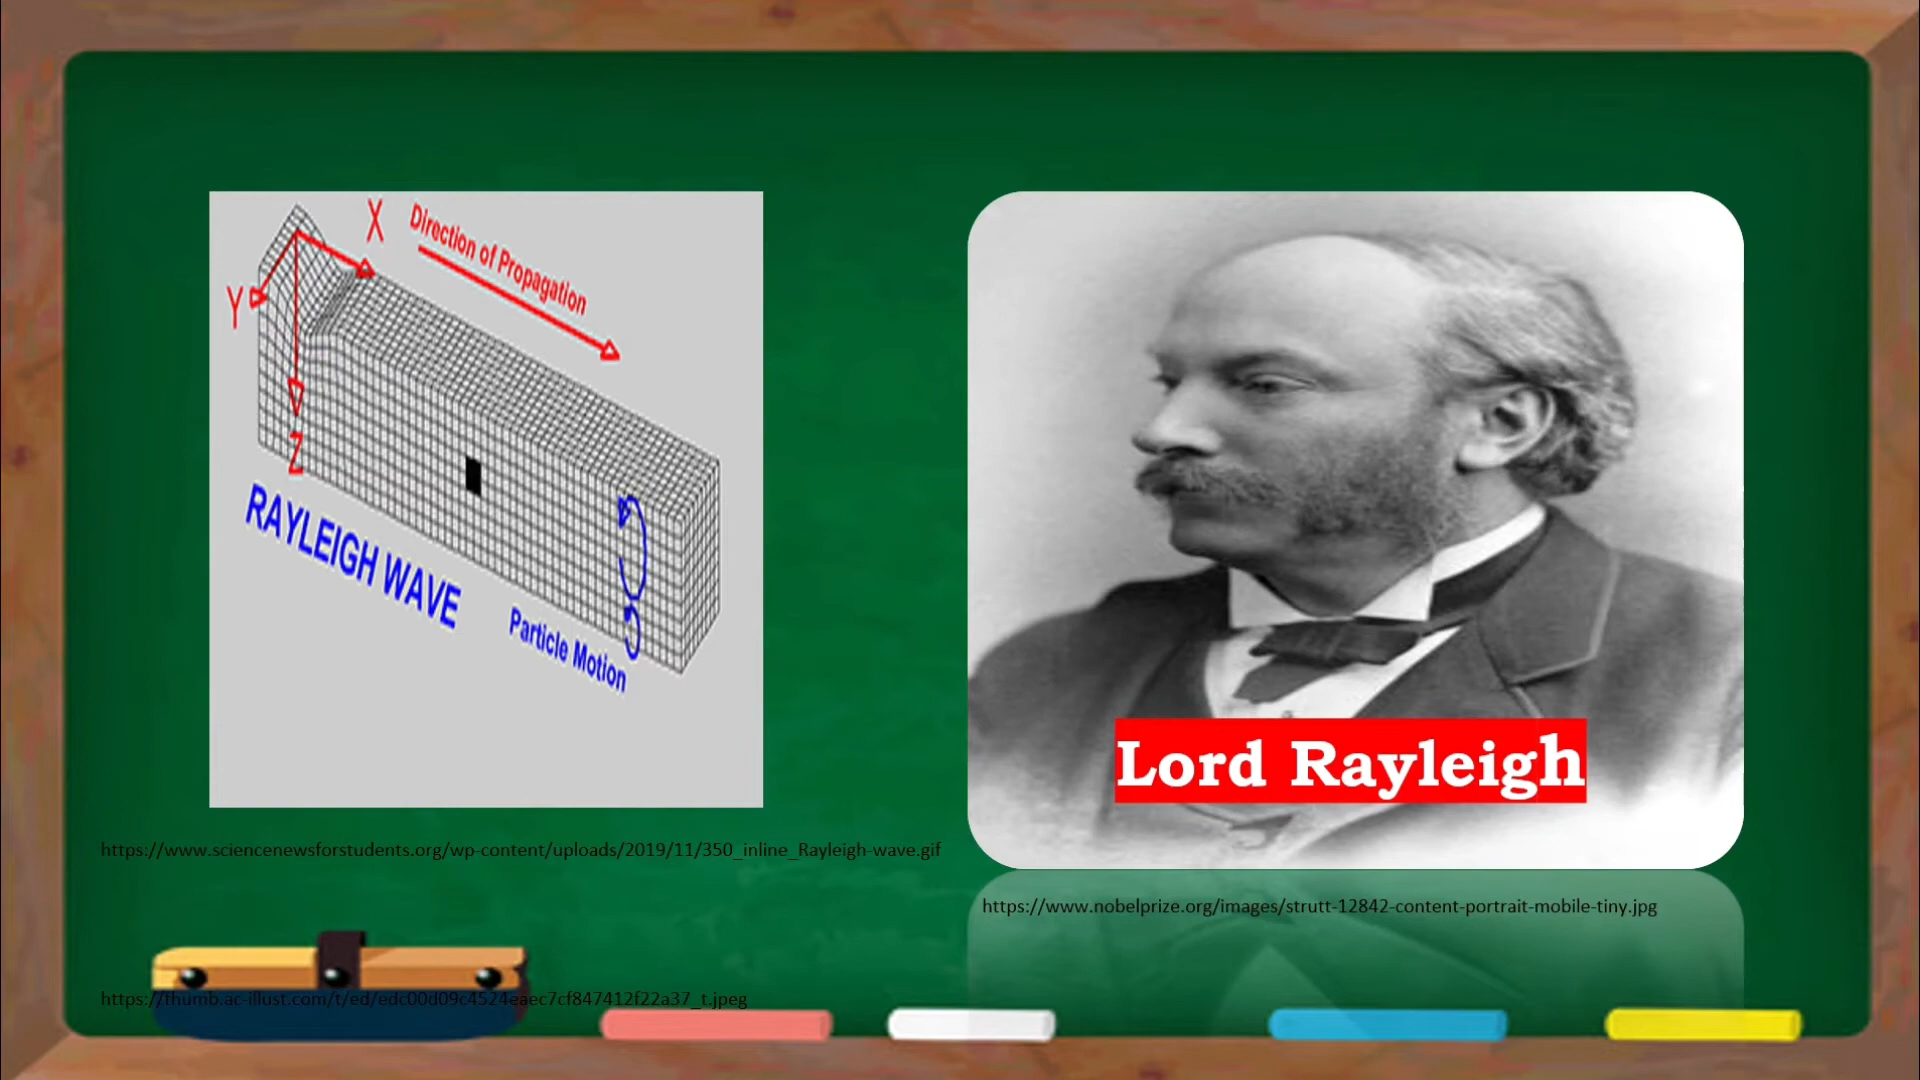 X
Direction of Propagation
Y
Z
RAYLEIGH WAVE
Particle Motion
Lord Rayleigh
https://www.sciencenewsforstudents.org/wp-content/uploads/2019/11/350_inline_Rayleigh-wave.gif
https://www.nobelprize.org/images/strutt-12842-content-portrait-mobile-tiny.jpg
https://thumb.ac-illust.com/t/ed/edc00d09c4524eaec7cf847412f22a37_t.jpeg